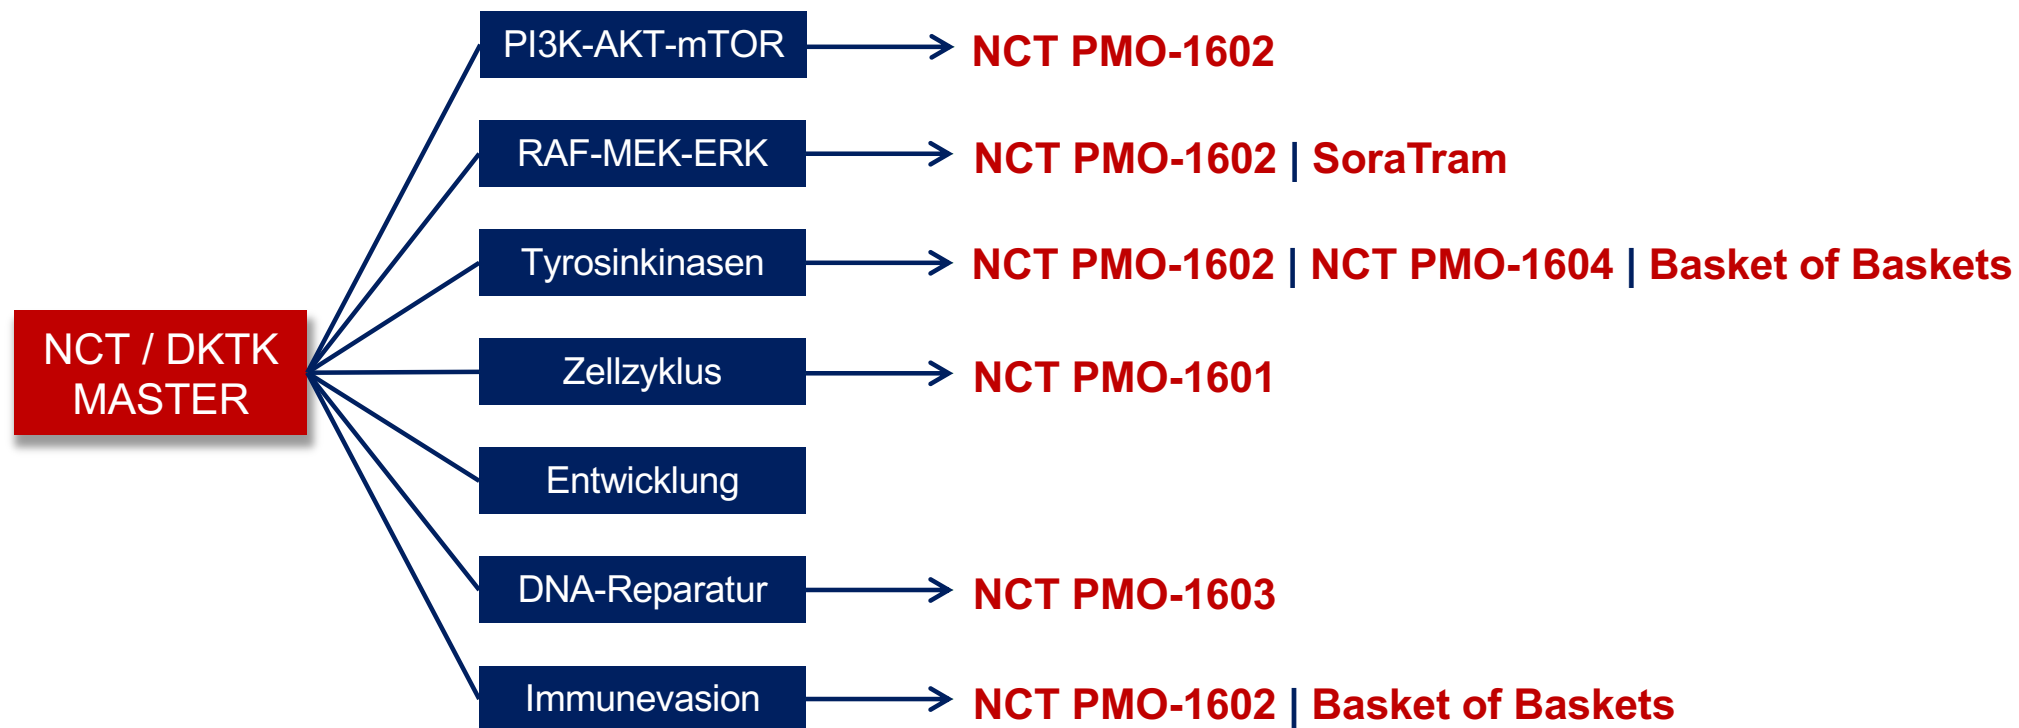 NCT / DKTK
MASTER
PI3K-AKT-mTOR
NCT PMO-1602
RAF-MEK-ERK
NCT PMO-1602 | SoraTram
Tyrosinkinasen
NCT PMO-1602 | NCT PMO-1604 | Basket of Baskets
Zellzyklus
NCT PMO-1601
Entwicklung
DNA-Reparatur
NCT PMO-1603
Immunevasion
NCT PMO-1602 | Basket of Baskets